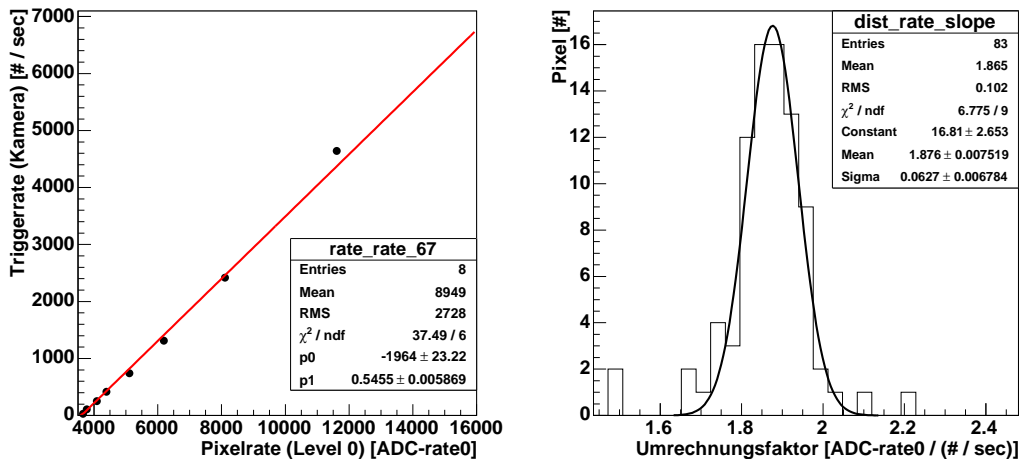 Triggerrate (Kamera) [# / sec]
7000
6000
5000
4000
3000
2000
1000
0
4000 6000 8000 10000 12000 14000 16000
Pixelrate (Level 0) [ADC-rate0]
rate_rate_67
Entries 8
Mean 8949
RMS 2728
χ² / ndf 37.49 / 6
p0 -1964 ± 23.22
p1 0.5455 ± 0.005869
Pixel [#]
16
14
12
10
8
6
4
2
0
1.6 1.8 2 2.2 2.4
Umrechnungsfaktor [ADC-rate0 / (# / sec)]
dist_rate_slope
Entries 83
Mean 1.865
RMS 0.102
χ² / ndf 6.775 / 9
Constant 16.81 ± 2.653
Mean 1.876 ± 0.007519
Sigma 0.0627 ± 0.006784